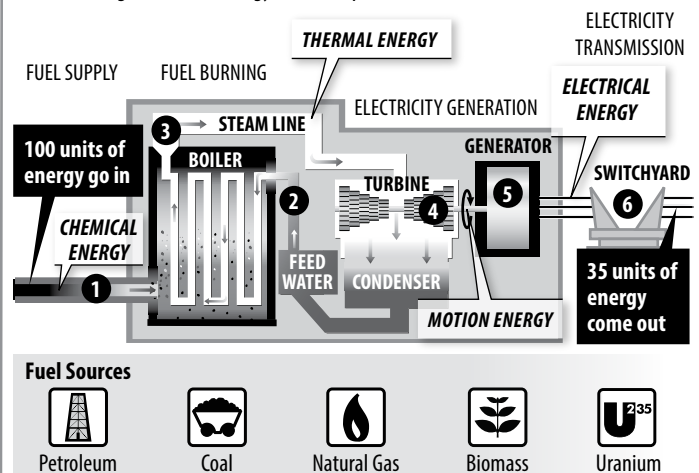 ELECTRICITY
TRANSMISSION
THERMAL ENERGY
FUEL SUPPLY
FUEL BURNING
ELECTRICAL
ENERGY
ELECTRICITY GENERATION
3
STEAM LINE
GENERATOR
100 units of
energy go in
BOILER
SWITCHYARD
TURBINE
2
4
5
6
CHEMICAL
ENERGY
FEED
WATER
CONDENSER
1
35 units of
energy
come out
MOTION ENERGY
Fuel Sources
U235
Petroleum
Coal
Natural Gas
Biomass
Uranium